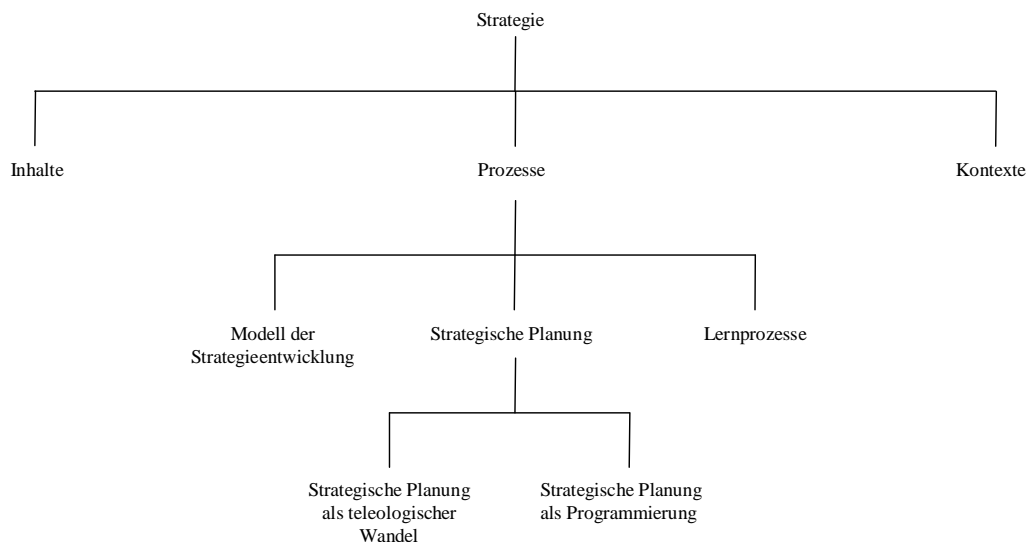 Strategie
Inhalte
Prozesse
Kontexte
Modell der
Strategieentwicklung
Strategische Planung
Lernprozesse
Strategische Planung
als teleologischer
Wandel
Strategische Planung
als Programmierung